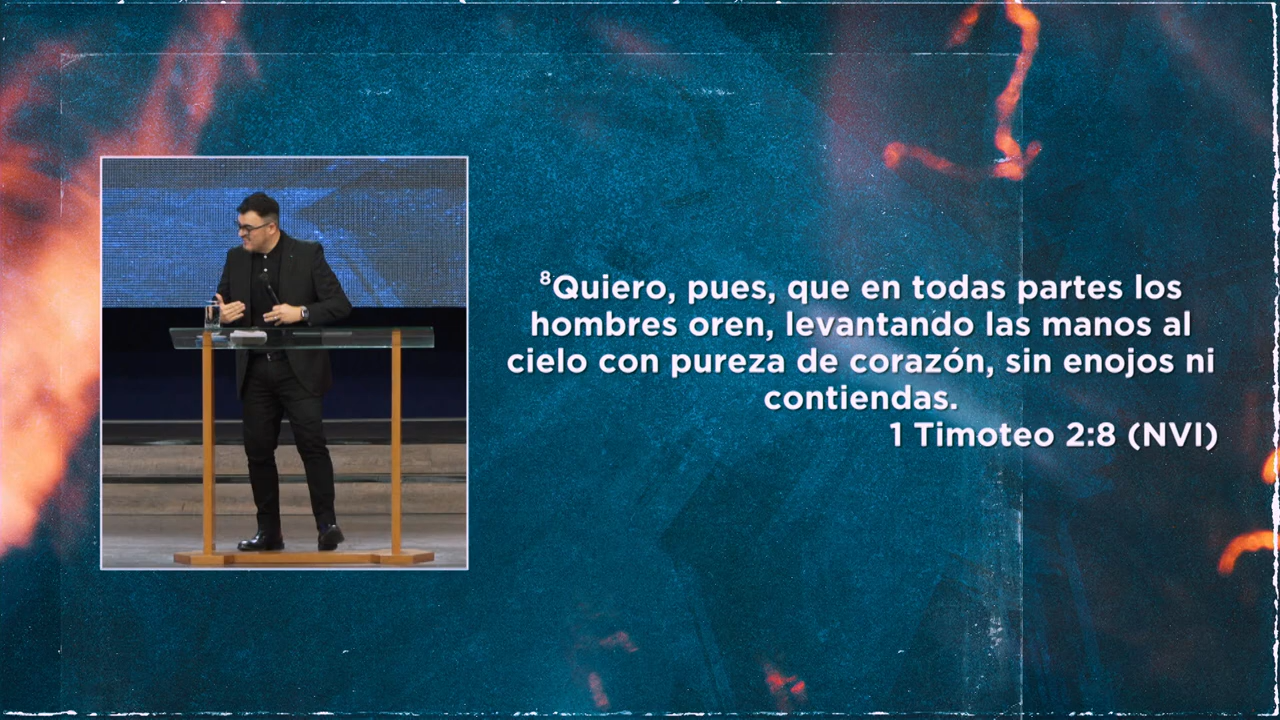 ⁸Quiero, pues, que en todas partes los
hombres oren, levantando las manos al
cielo con pureza de corazón, sin enojos ni
contiendas.
1 Timoteo 2:8 (NVI)